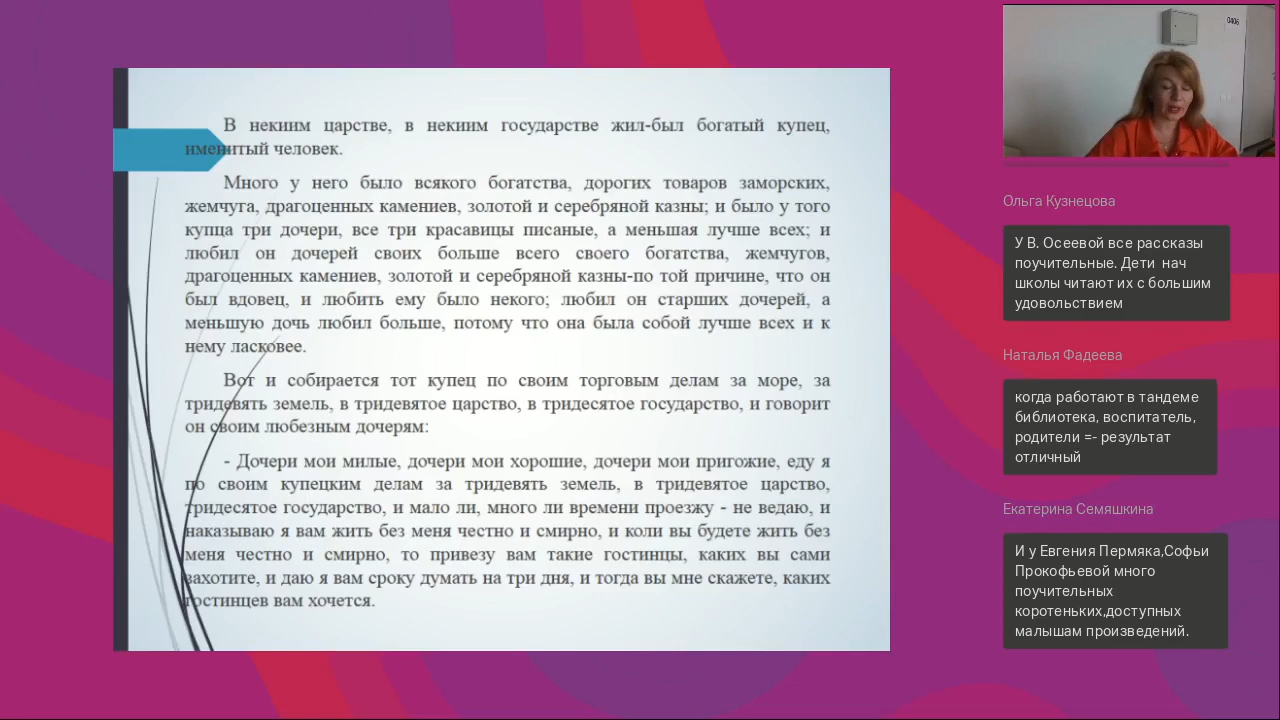 В некиим царстве, в некиим государстве жил-был богатый купец,
именитый человек.
Много у него было всякого богатства, дорогих товаров заморских,
жемчуга, драгоценных камениев, золотой и серебряной казны; и было у того
купца три дочери, все три красавицы писаные, а меньшая лучше всех; и
любил он дочерей своих больше всего своего богатства, жемчугов,
драгоценных камениев, золотой и серебряной казны-по той причине, что он
был вдовец, и любить ему было некого; любил он старших дочерей, а
меньшую дочь любил больше, потому что она была собой лучше всех и к
нему ласковее.
Вот и собирается тот купец по своим торговым делам за море, за
тридевять земель, в тридевятое царство, в тридесятое государство, и говорит
он своим любезным дочерям:
- Дочери мои милые, дочери мои хорошие, дочери мои пригожие, еду я
по своим купецким делам за тридевять земель, в тридевятое царство,
тридесятое государство, и мало ли, много ли времени проезжу - не ведаю, и
наказываю я вам жить без меня честно и смирно, и коли вы будете жить без
меня честно и смирно, то привезу вам такие гостинцы, каких вы сами
захотите, и даю я вам сроку думать на три дня, и тогда вы мне скажете, каких
гостинцев вам хочется.
0406
Ольга Кузнецова
У В. Осеевой все рассказы
поучительные. Дети нач
школы читают их с большим
удовольствием
Наталья Фадеева
когда работают в тандеме
библиотека, воспитатель,
родители =- результат
отличный
Екатерина Семяшкина
И у Евгения Пермяка,Софьи
Прокофьевой много
поучительных
коротеньких,доступных
малышам произведений.